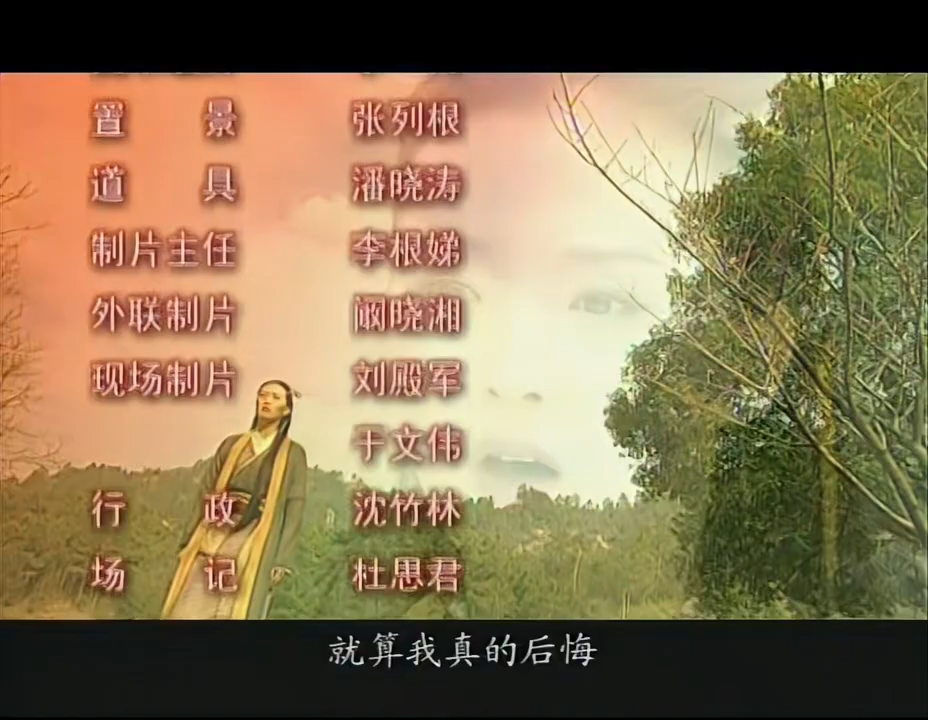 置景 张列根
道具 潘晓涛
制片主任 李根娣
外联制片 阚晓湘
现场制片 刘殿军
于文伟
行政 沈竹林
场记 杜思君
就算我真的后悔